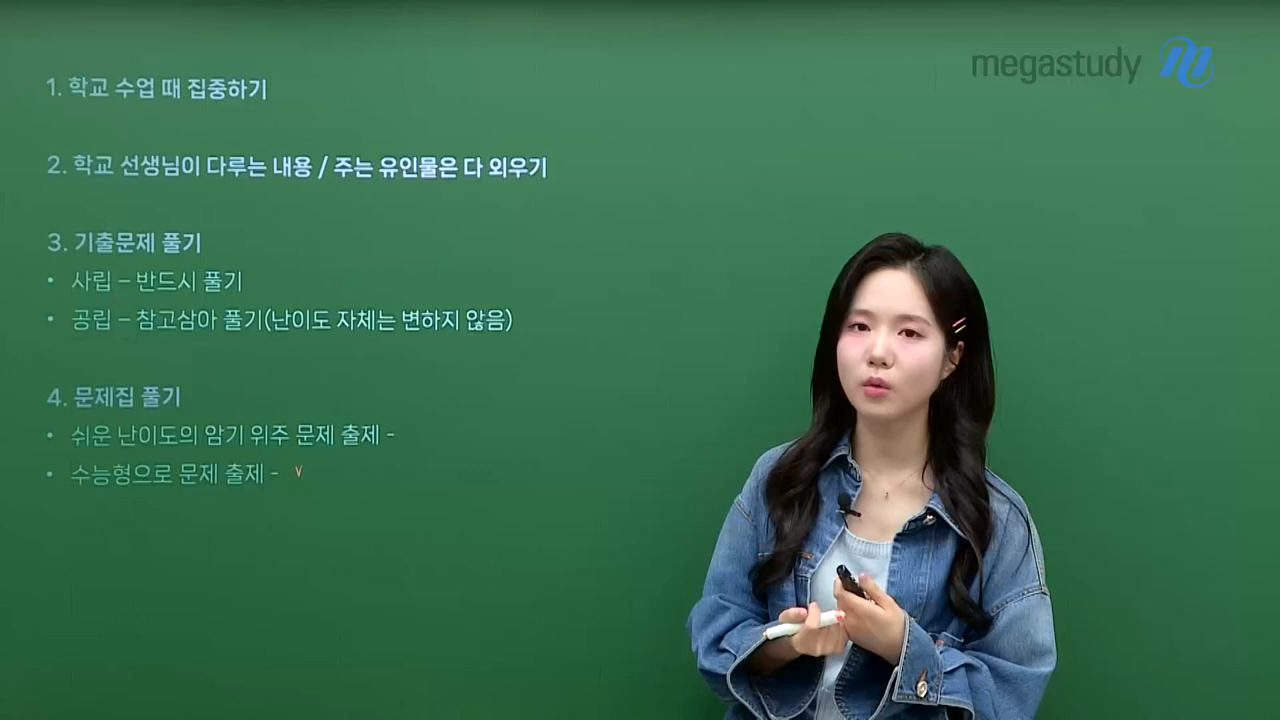 megastudy
1. 학교 수업 때 집중하기
2. 학교 선생님이 다루는 내용 / 주는 유인물은 다 외우기
3. 기출문제 풀기
• 사립 – 반드시 풀기
• 공립 – 참고삼아 풀기(난이도 자체는 변하지 않음)
4. 문제집 풀기
• 쉬운 난이도의 암기 위주 문제 출제 -
• 수능형으로 문제 출제 -